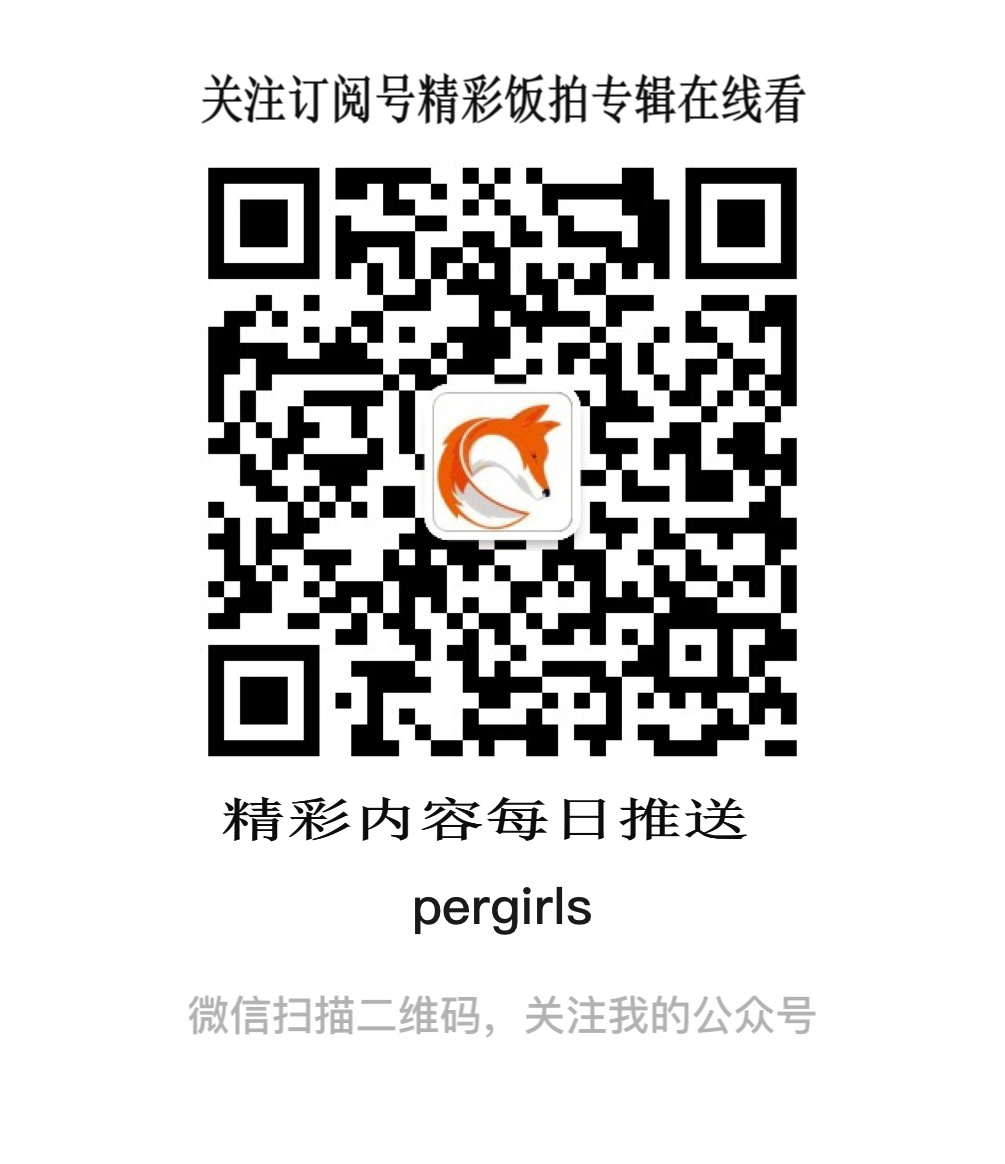 关注订阅号精彩饭拍专辑在线看
精彩内容每日推送
pergirls
微信扫描二维码，关注我的公众号